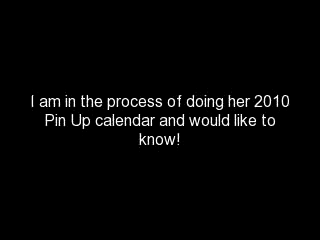 I am in the process of doing her 2010
Pin Up calendar and would like to
know!